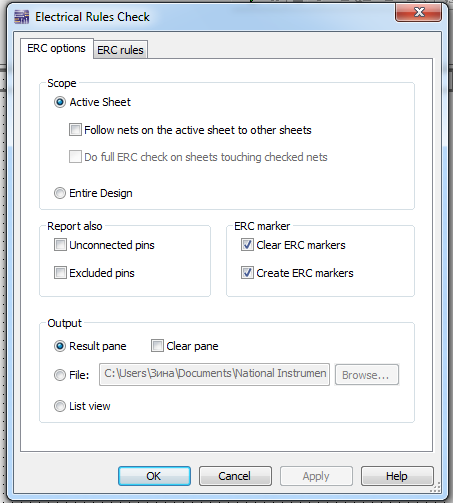 Electrical Rules Check
ERC options
ERC rules
Scope
Active Sheet
Follow nets on the active sheet to other sheets
Do full ERC check on sheets touching checked nets
Entire Design
Report also
Unconnected pins
Excluded pins
ERC marker
Clear ERC markers
Create ERC markers
Output
Result pane
Clear pane
File:
C:\Users\Зина\Documents\National Instrumen
Browse...
List view
OK
Cancel
Apply
Help